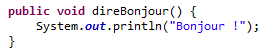 public void direBonjour() {
    System.out.println("Bonjour !");
}